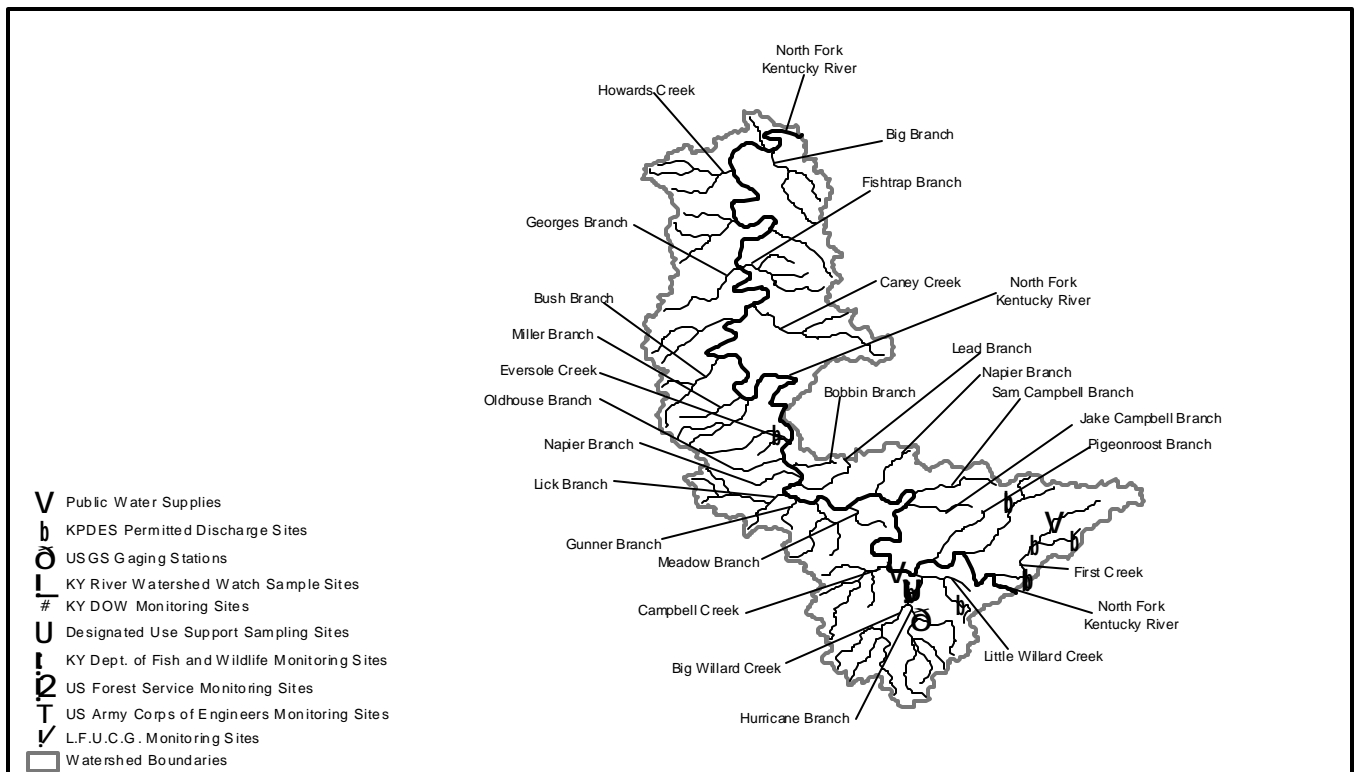 North Fork
Kentucky River
Howards Creek
Big Branch
Fishtrap Branch
Georges Branch
Caney Creek
North Fork
Kentucky River
Bush Branch
Miller Branch
Lead Branch
Eversole Creek
Napier Branch
Bobbin Branch
Sam Campbell Branch
Oldhouse Branch
Jake Campbell Branch
Napier Branch
Pigeonroost Branch
Lick Branch
Gunner Branch
Meadow Branch
First Creek
Campbell Creek
North Fork
Kentucky River
Little Willard Creek
Big Willard Creek
Hurricane Branch
V Public Water Supplies
b KPDES Permitted Discharge Sites
ð USGS Gaging Stations
KY River Watershed Watch Sample Sites
# KY DOW Monitoring Sites
U Designated Use Support Sampling Sites
KY Dept. of Fish and Wildlife Monitoring Sites
US Forest Service Monitoring Sites
T US Army Corps of Engineers Monitoring Sites
L.F.U.C.G. Monitoring Sites
Watershed Boundaries